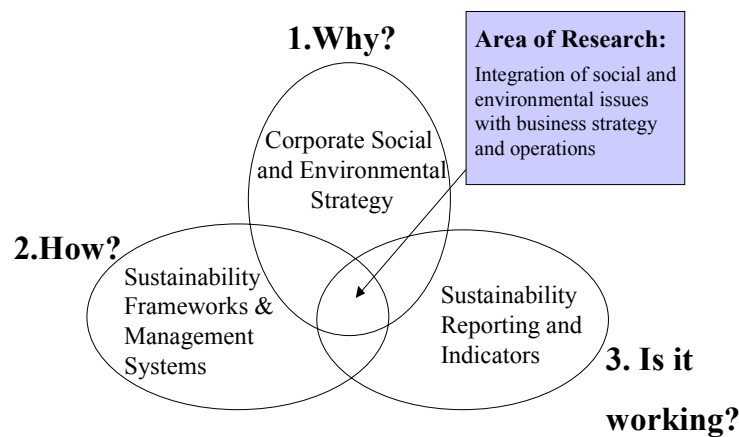 1.Why?
Area of Research:
Integration of social and
environmental issues
with business strategy
and operations
Corporate Social
and Environmental
Strategy
2.How?
Sustainability
Frameworks &
Management
Systems
Sustainability
Reporting and
Indicators
3. Is it
working?